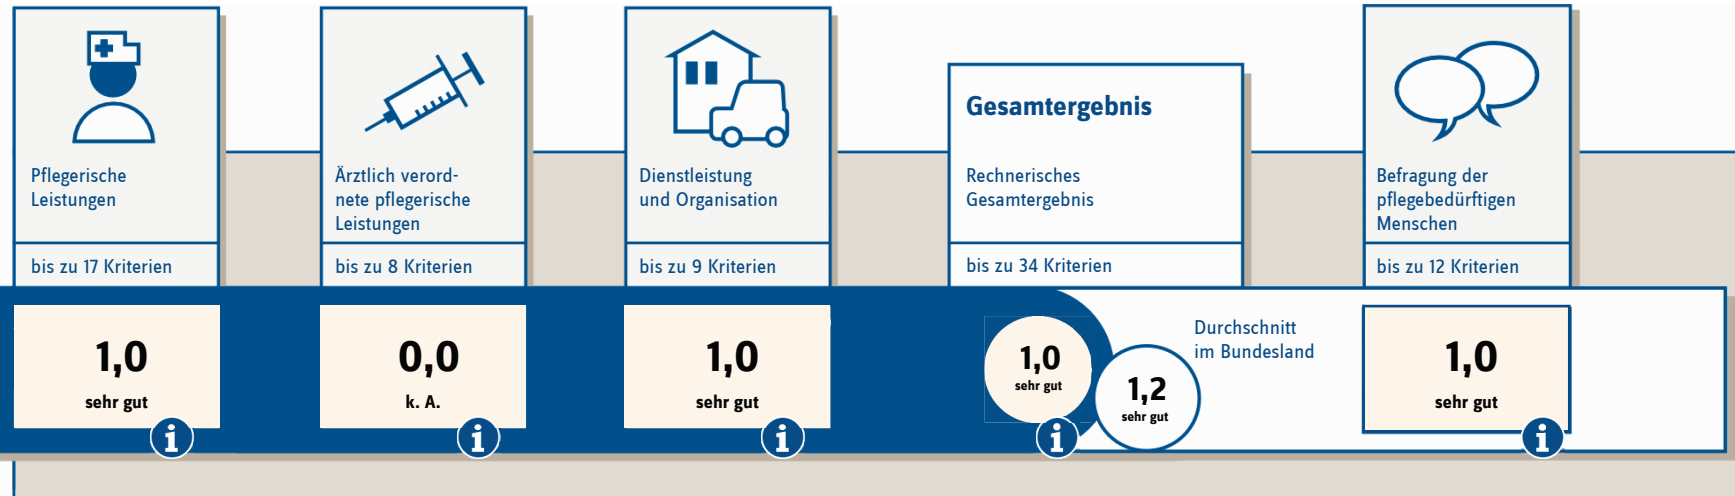 Pflegerische
Leistungen
bis zu 17 Kriterien
1,0
sehr gut
i
Ärztlich verord-
nete pflegerische
Leistungen
bis zu 8 Kriterien
0,0
k. A.
i
Dienstleistung
und Organisation
bis zu 9 Kriterien
1,0
sehr gut
i
Gesamtergebnis
Rechnerisches
Gesamtergebnis
bis zu 34 Kriterien
1,0
sehr gut
i
Durchschnitt
im Bundesland
1,2
sehr gut
Befragung der
pflegebedürftigen
Menschen
bis zu 12 Kriterien
1,0
sehr gut
i